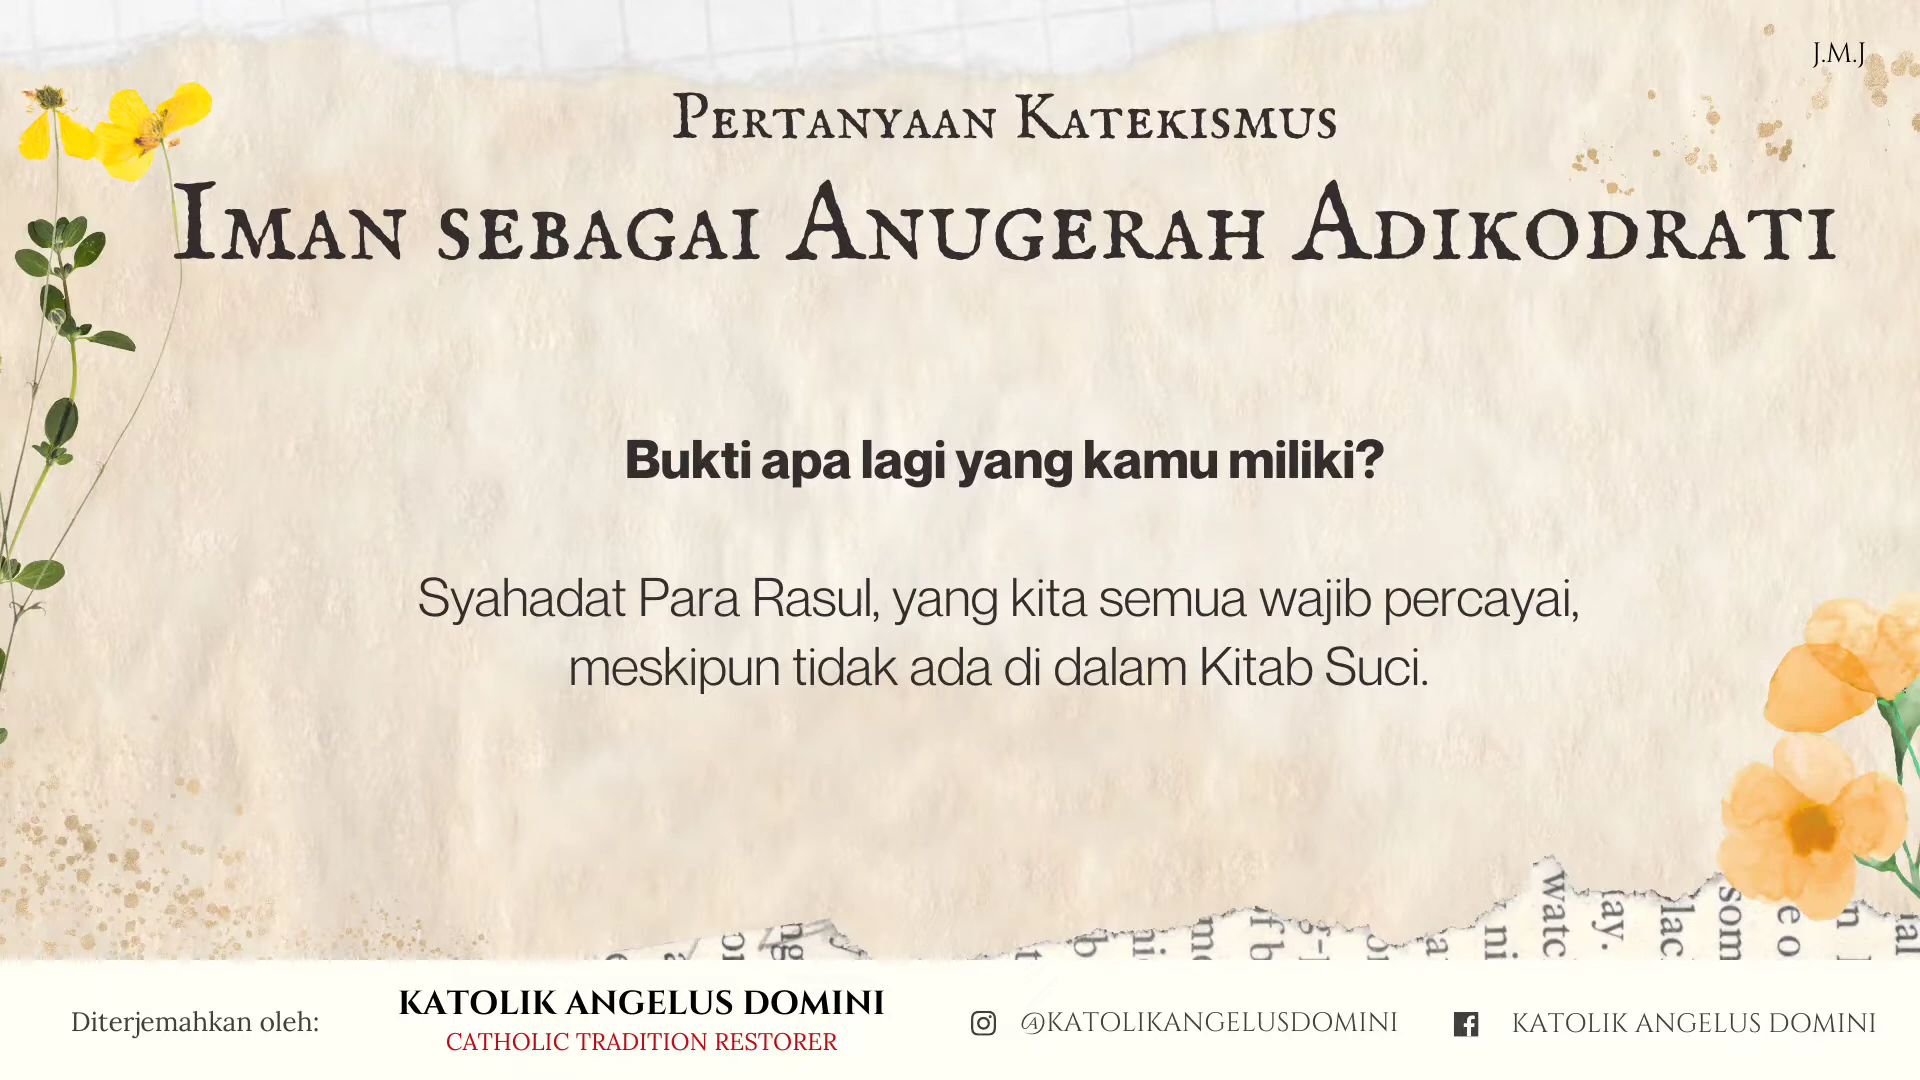 J.M.J
Pertanyaan Katekismus
Iman sebagai Anugerah Adikodrati
Bukti apa lagi yang kamu miliki?
Syahadat Para Rasul, yang kita semua wajib percayai,
meskipun tidak ada di dalam Kitab Suci.
Diterjemahkan oleh:
KATOLIK ANGELUS DOMINI
CATHOLIC TRADITION RESTORER
@KATOLIKANGELUSDOMINI
KATOLIK ANGELUS DOMINI